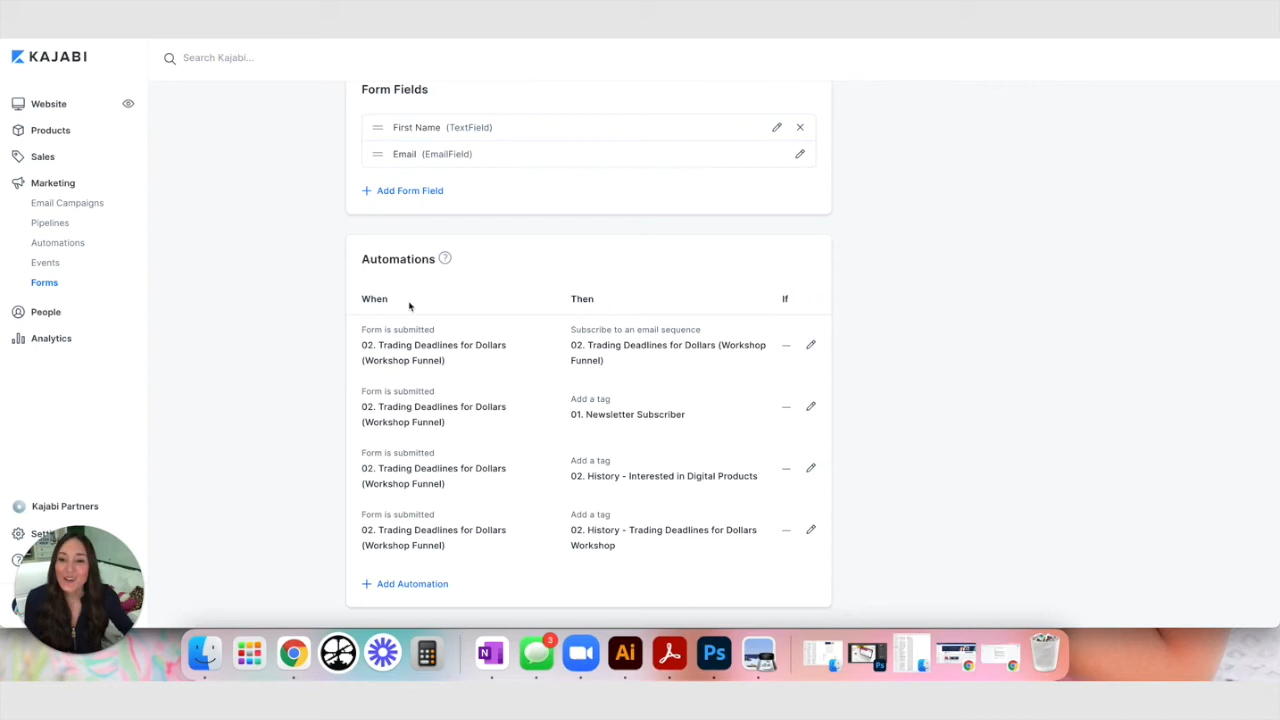 KAJABI
Search Kajabi...
Website
Products
Sales
Marketing
Email Campaigns
Pipelines
Automations
Events
Forms
People
Analytics
Kajabi Partners
Form Fields
First Name (TextField)
Email (EmailField)
+ Add Form Field
Automations ?
When Then If
Form is submitted
02. Trading Deadlines for Dollars
(Workshop Funnel)
Subscribe to an email sequence
02. Trading Deadlines for Dollars (Workshop
Funnel)
Form is submitted
02. Trading Deadlines for Dollars
(Workshop Funnel)
Add a tag
01. Newsletter Subscriber
Form is submitted
02. Trading Deadlines for Dollars
(Workshop Funnel)
Add a tag
02. History - Interested in Digital Products
Form is submitted
02. Trading Deadlines for Dollars
(Workshop Funnel)
Add a tag
02. History - Trading Deadlines for Dollars
Workshop
+ Add Automation
N
3
Ai
Ps